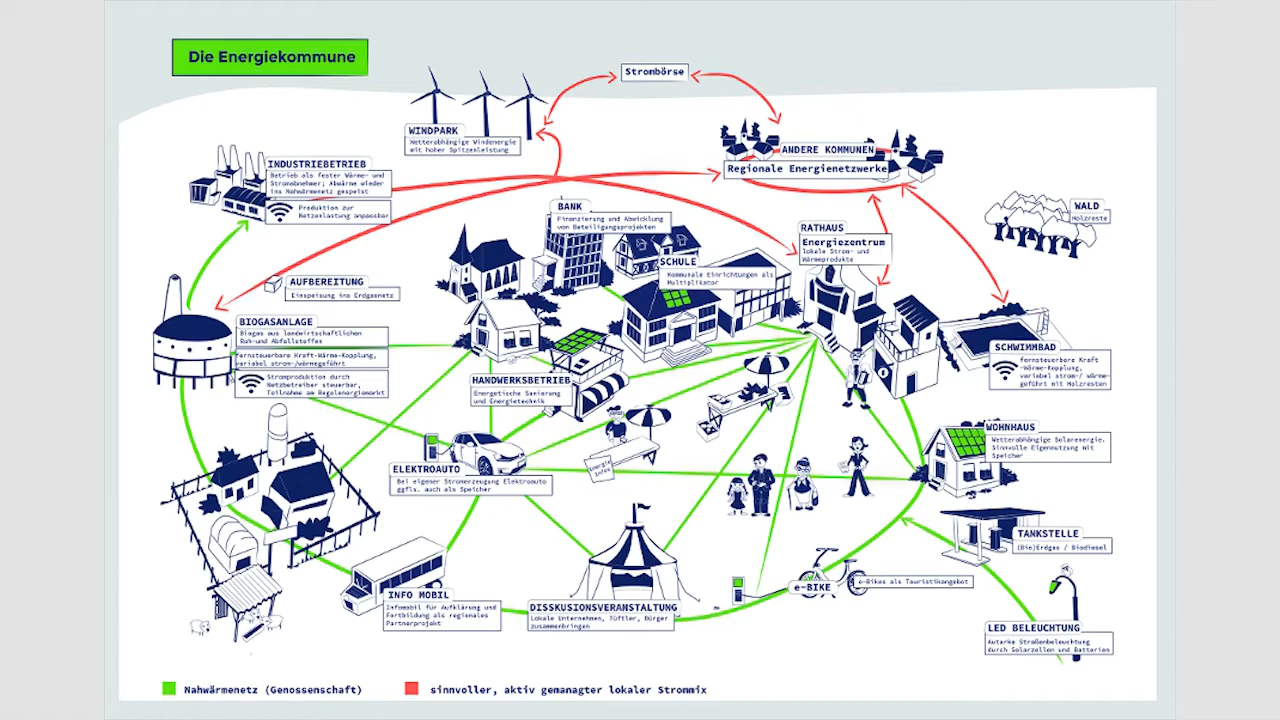 Die Energiekommune
Strombörse
WINDPARK
Wetterabhängige Windenergie
mit hoher Spitzenleistung
ANDERE KOMMUNEN
Regionale Energienetzwerke
INDUSTRIEBETRIEB
Betrieb als fester Wärme- und
Stromabnehmer; Abwärme wieder
ins Nahwärmenetz gespeist
Produktion zur
Netzenlastung anpassbar
BANK
Finanzierung und Abwicklung
von Beteiligungsprojekten
WALD
Holzreste
RATHAUS
Energiezentrum
lokale Strom- und
Wärmeprodukte
SCHULE
Kommunale Einrichtungen als
Multiplikator
AUFBEREITUNG
Einspeisung ins Erdgasnetz
BIOGASANLAGE
Biogas aus landwirtschaftlichen
Roh-und Abfallstoffes
Fernsteuerbare Kraft-Wärme-Kopplung,
variabel strom-/wärmegeführt
Stromproduktion durch
Netzbetreiber steuerbar,
Teilnahme am Regelenergiemarkt
SCHWIMMBAD
fernsteuerbare Kraft
-Wärme-Kopplung,
variabel strom-/ wärme-
geführt mit Holzresten
HANDWERKSBETRIEB
Energetische Sanierung
und Energietechnik
WOHNHAUS
Wetterabhängige Solarenergie.
Sinnvolle Eigennutzung mit
Speicher
Energie
Infos
ELEKTROAUTO
Bei eigener Stromerzeugung Elektroauto
ggfls. auch als Speicher
TANKSTELLE
(Bio)Erdgas / Biodiesel
e-BIKE
e-Bikes als Touristikangebot
INFO MOBIL
Infomobil für Aufklärung und
Fortbildung als regionales
Partnerprojekt
DISSKUSIONSVERANSTALTUNG
Lokale Unternehmen, Tüftler, Bürger
zusammenbringen
LED BELEUCHTUNG
Autarke Straßenbeleuchtung
durch Solarzellen und Batterien
Nahwärmenetz (Genossenschaft)
sinnvoller, aktiv gemanagter lokaler Strommix